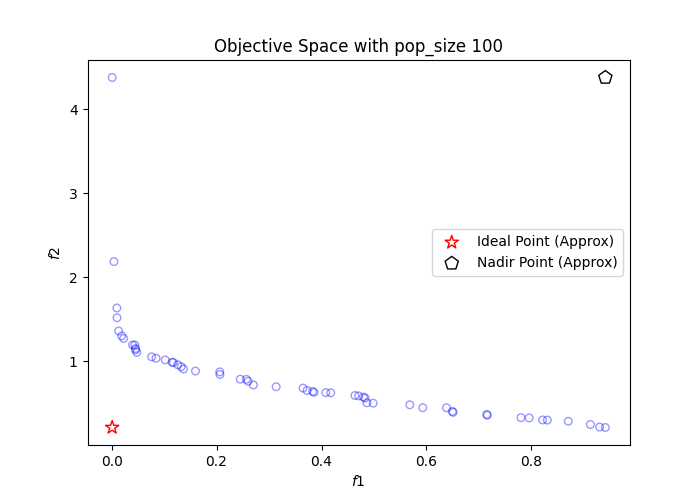 Objective Space with pop_size 100
4
3
2
1
f2
Ideal Point (Approx)
Nadir Point (Approx)
0.0 0.2 0.4 0.6 0.8
f1